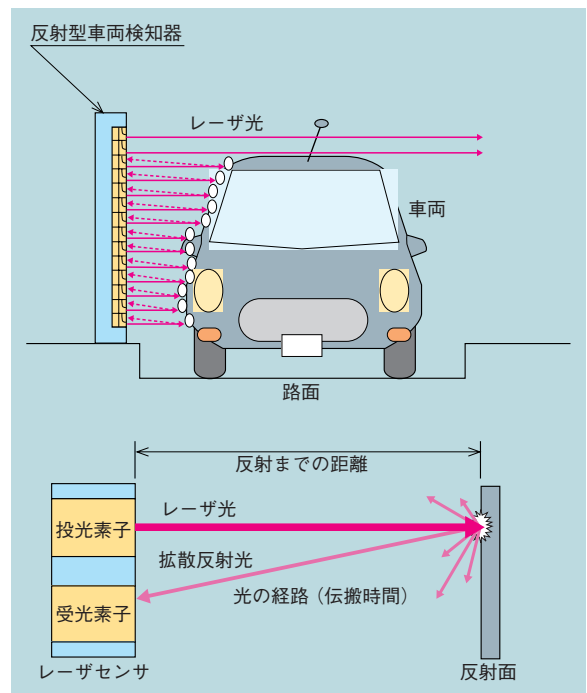 反射型車両検知器
レーザ光
車両
路面
反射までの距離
投光素子
レーザ光
拡散反射光
受光素子
光の経路（伝搬時間）
レーザセンサ
反射面